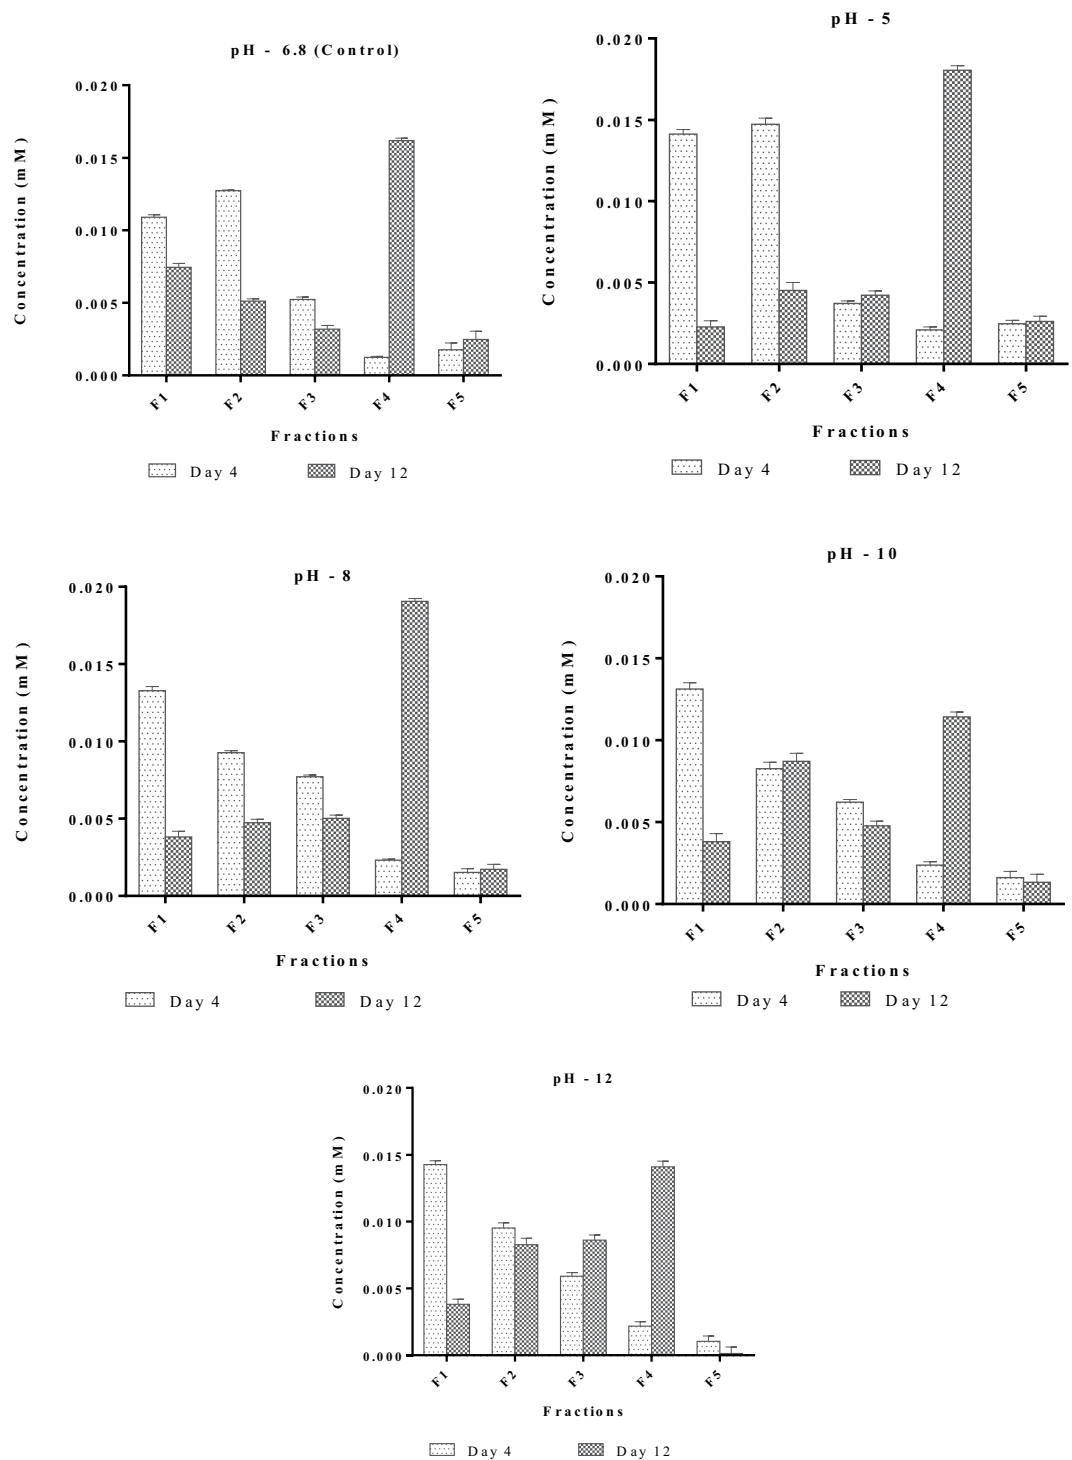 pH - 6.8 (Control)
Concentration (mM)
0.020
0.015
0.010
0.005
0.000
F1 F2 F3 F4 F5
Fractions
Day 4 Day 12
pH - 5
Concentration (mM)
0.020
0.015
0.010
0.005
0.000
F1 F2 F3 F4 F5
Fractions
Day 4 Day 12
pH - 8
Concentration (mM)
0.020
0.015
0.010
0.005
0.000
F1 F2 F3 F4 F5
Fractions
Day 4 Day 12
pH - 10
Concentration (mM)
0.020
0.015
0.010
0.005
0.000
F1 F2 F3 F4 F5
Fractions
Day 4 Day 12
pH - 12
Concentration (mM)
0.020
0.015
0.010
0.005
0.000
F1 F2 F3 F4 F5
Fractions
Day 4 Day 12